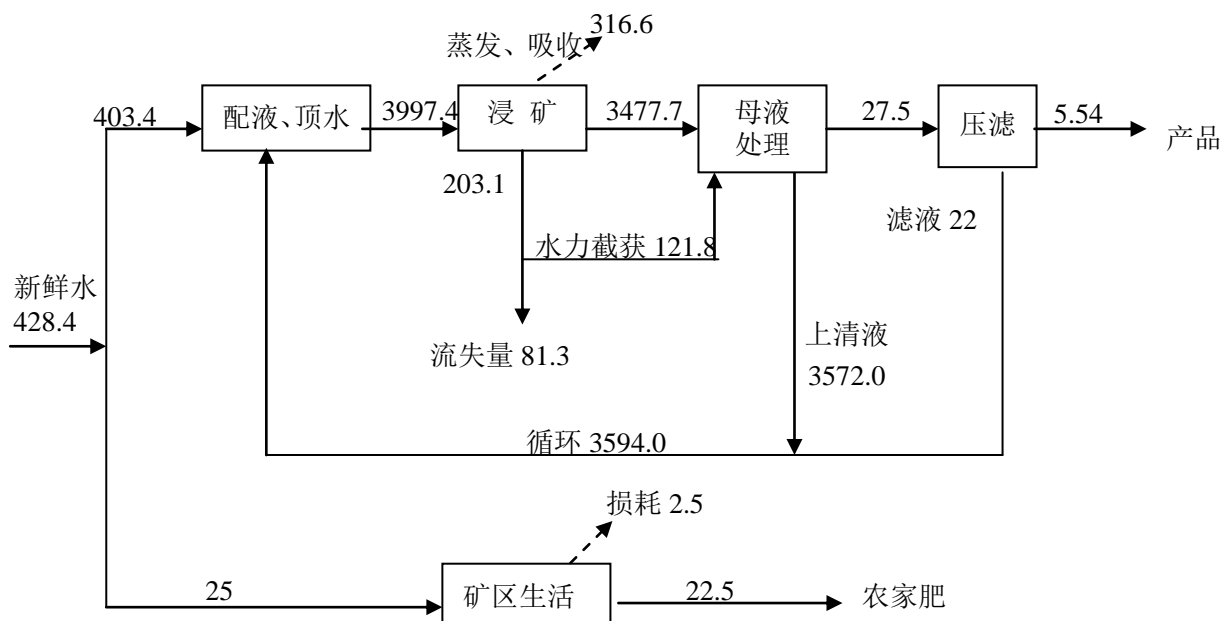 316.6
蒸发、吸收
403.4
配液、顶水
3997.4
浸 矿
3477.7
母液
处理
27.5
压滤
5.54
产品
203.1
滤液 22
水力截获 121.8
新鲜水
428.4
流失量 81.3
上清液
3572.0
循环 3594.0
损耗 2.5
25
矿区生活
22.5
农家肥